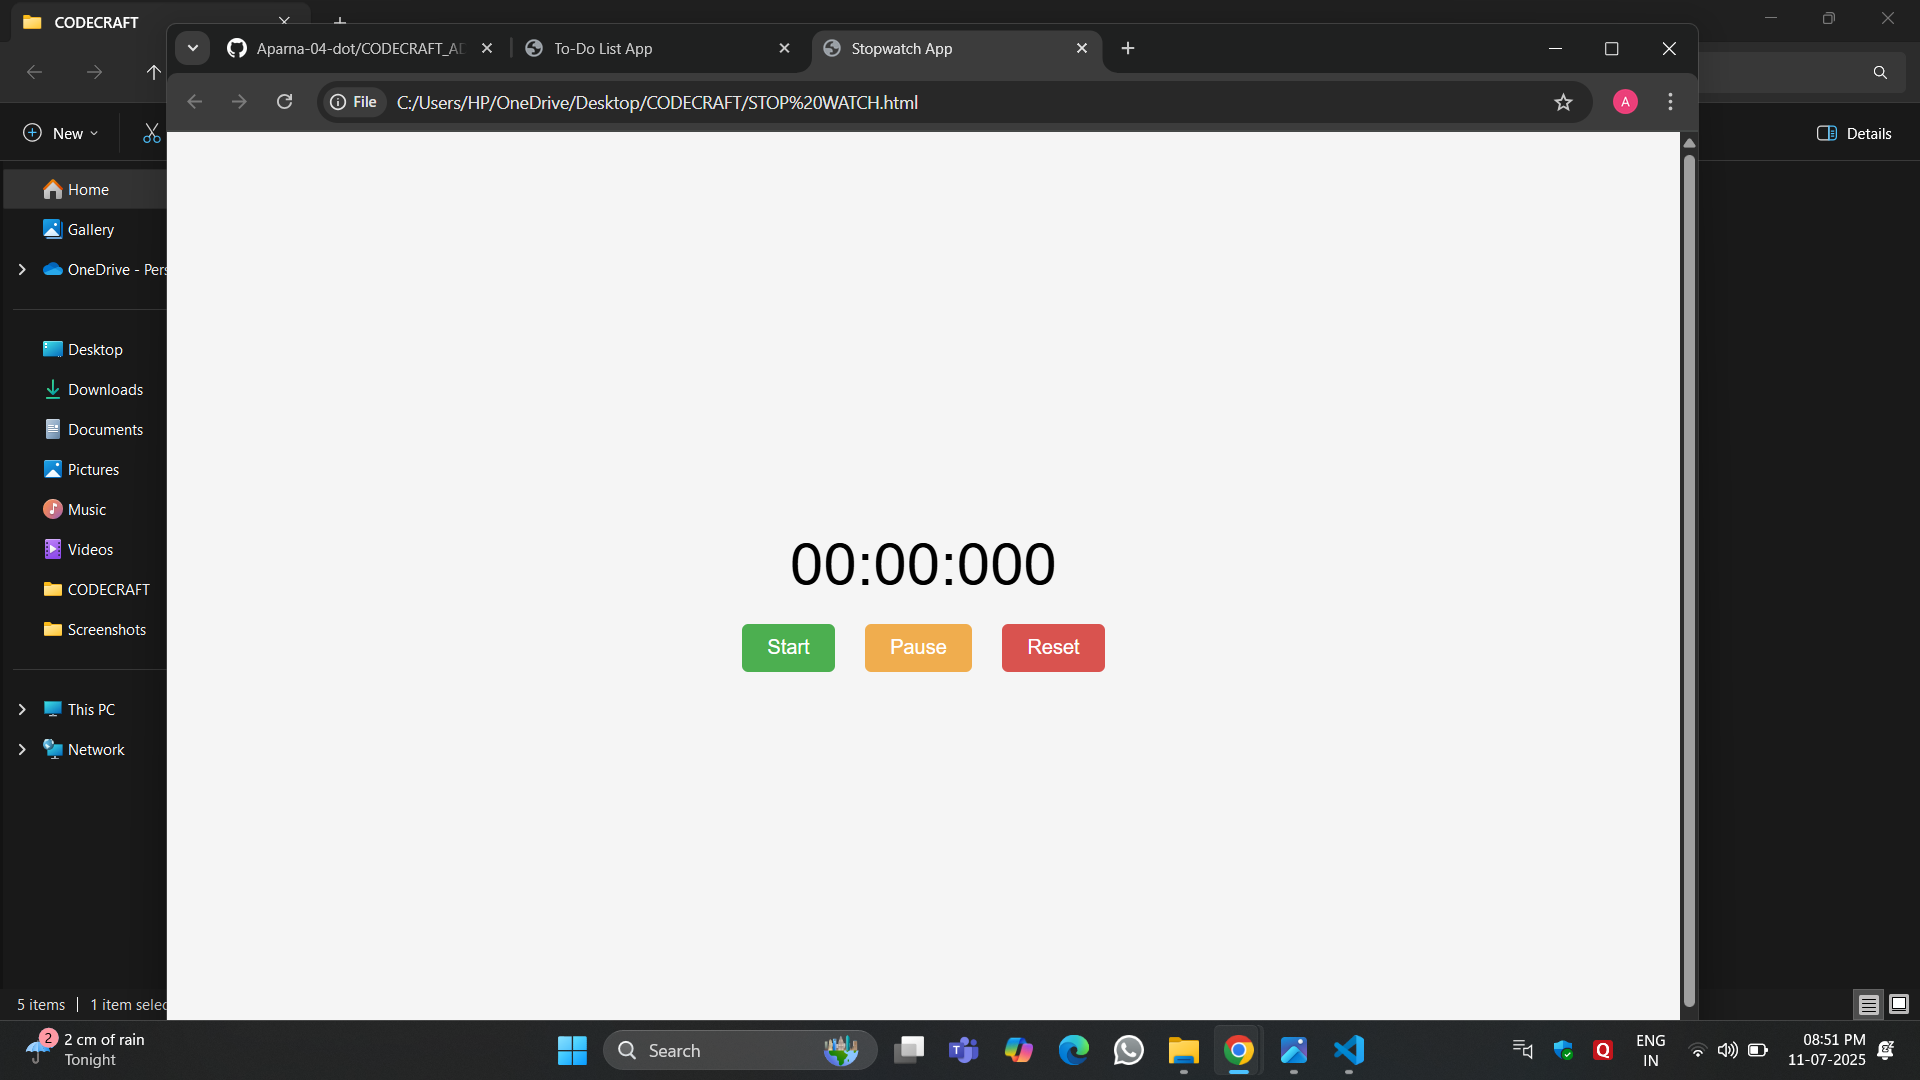 CODECRAFT
Aparna-04-dot/CODECRAFT_AD
To-Do List App
Stopwatch App
File
C:/Users/HP/OneDrive/Desktop/CODECRAFT/STOP%20WATCH.html
A
New
Details
Home
Gallery
OneDrive - Pers
Desktop
Downloads
Documents
Pictures
Music
Videos
CODECRAFT
Screenshots
This PC
Network
00:00:000
Start
Pause
Reset
5 items
1 item selec
2
2 cm of rain
Tonight
Search
T
Q
ENG
IN
08:51 PM
11-07-2025